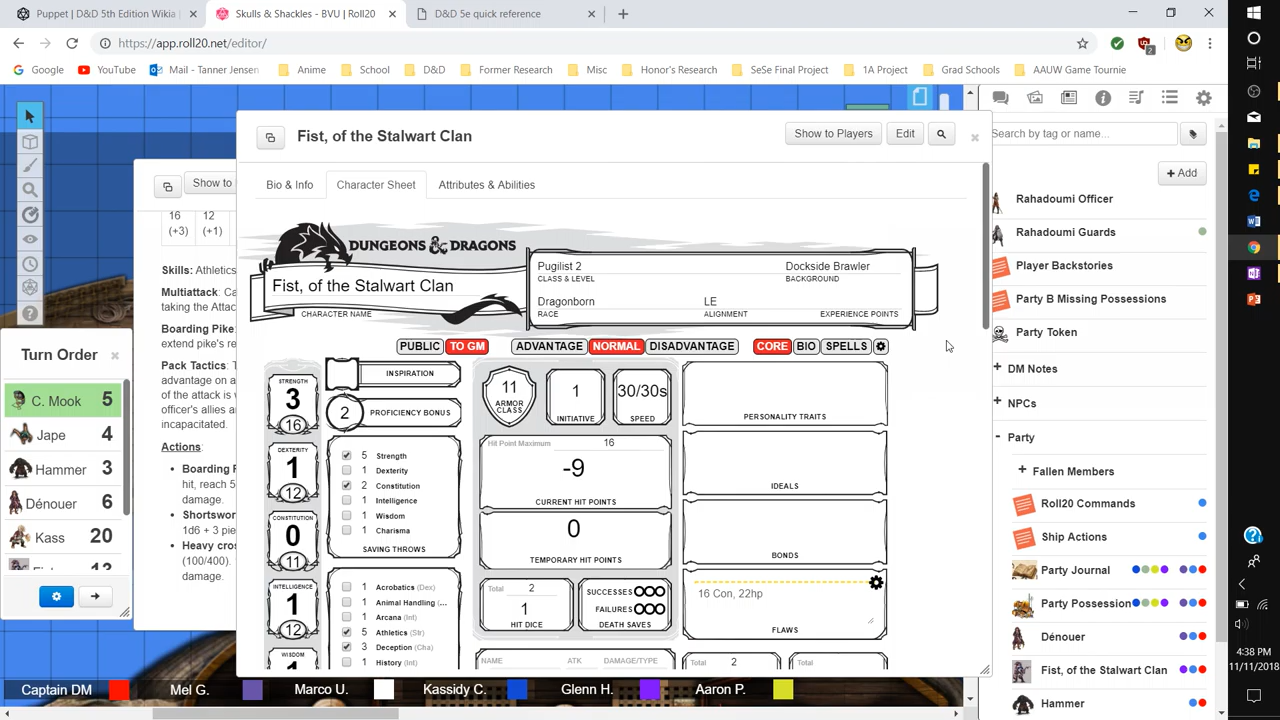 Puppet | D&D 5th Edition Wikia
Skulls & Shackles - BVU | Roll20
D&D 5e quick reference
https://app.roll20.net/editor/
2
Google
YouTube
Mail - Tanner Jensen
Anime
School
D&D
Former Research
Misc
Honor's Research
SeSe Final Project
1A Project
Grad Schools
AAUW Game Tournie
Fist, of the Stalwart Clan
Show to Players
Edit
Search by tag or name...
Bio & Info
Character Sheet
Attributes & Abilities
Add
Show to
16
12
(+3)
(+1)
Skills: Athletics
Multiattack: Ca
taking the Attac
Boarding Pike
extend pike's re
Pack Tactics: T
advantage on a
of the attack is w
officer's allies a
incapacitated.
Actions:
Boarding P
hit, reach 5
damage.
Shortswor
1d6 + 3 pie
Heavy cros
(100/400).
damage.
Turn Order
C. Mook 5
Jape 4
Hammer 3
Dénouer 6
Kass 20
DUNGEONS & DRAGONS
Fist, of the Stalwart Clan
CHARACTER NAME
Pugilist 2
CLASS & LEVEL
Dockside Brawler
BACKGROUND
Dragonborn
RACE
LE
ALIGNMENT
EXPERIENCE POINTS
PUBLIC
TO GM
ADVANTAGE
NORMAL
DISADVANTAGE
CORE
BIO
SPELLS
STRENGTH
3
16
DEXTERITY
1
12
CONSTITUTION
0
11
INTELLIGENCE
1
12
WISDOM
INSPIRATION
2
PROFICIENCY BONUS
5 Strength
1 Dexterity
2 Constitution
1 Intelligence
1 Wisdom
1 Charisma
SAVING THROWS
1 Acrobatics (Dex)
1 Animal Handling (...
1 Arcana (Int)
5 Athletics (Str)
3 Deception (Cha)
1 History (Int)
11
ARMOR
CLASS
1
INITIATIVE
30/30s
SPEED
Hit Point Maximum
16
-9
CURRENT HIT POINTS
0
TEMPORARY HIT POINTS
Total
2
1
HIT DICE
SUCCESSES
FAILURES
DEATH SAVES
NAME
ATK
DAMAGE/TYPE
PERSONALITY TRAITS
IDEALS
BONDS
16 Con, 22hp
FLAWS
Total
2
Total
Rahadoumi Officer
Rahadoumi Guards
Player Backstories
Party B Missing Possessions
Party Token
DM Notes
NPCs
Party
Fallen Members
Roll20 Commands
Ship Actions
Party Journal
Party Possession
Dénouer
Fist, of the Stalwart Clan
Hammer
Captain DM
Mel G.
Marco U.
Kassidy C.
Glenn H.
Aaron P.
4:38 PM
11/11/2018